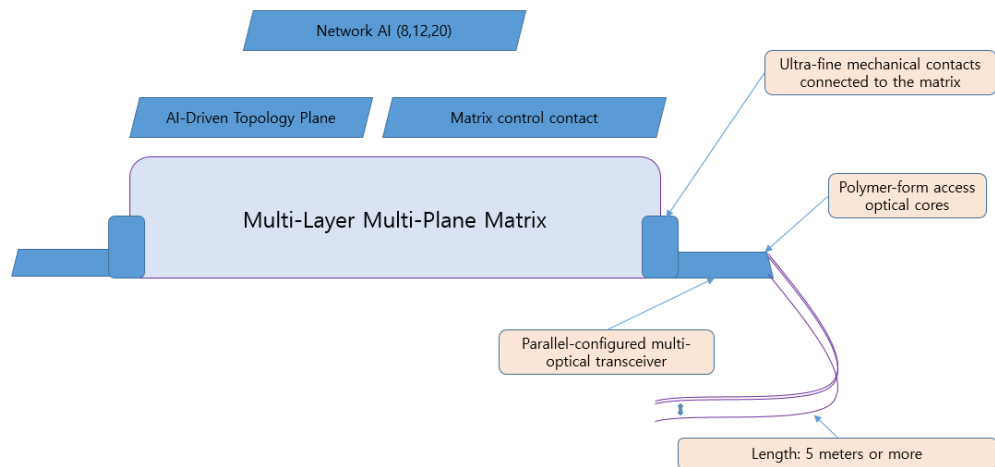 Network AI (8,12,20)
Ultra-fine mechanical contacts
connected to the matrix
AI-Driven Topology Plane
Matrix control contact
Polymer-form access
optical cores
Multi-Layer Multi-Plane Matrix
Parallel-configured multi-
optical transceiver
Length: 5 meters or more